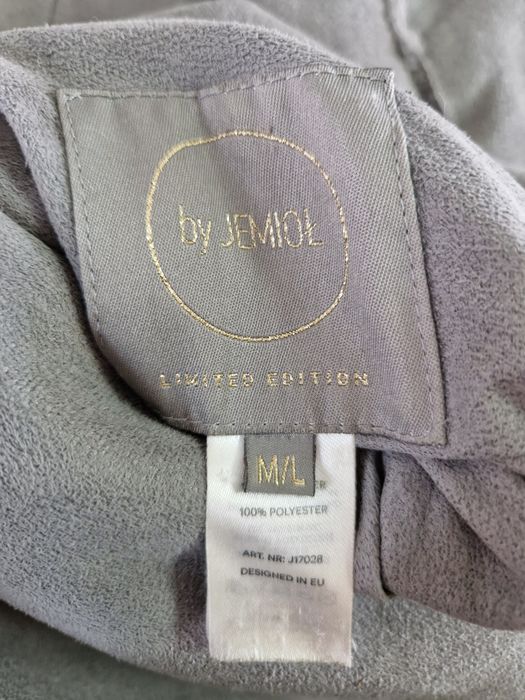 by JEMIOŁ
LIMITED EDITION
M/L
100% POLYESTER
ART. NR: J17028
DESIGNED IN EU